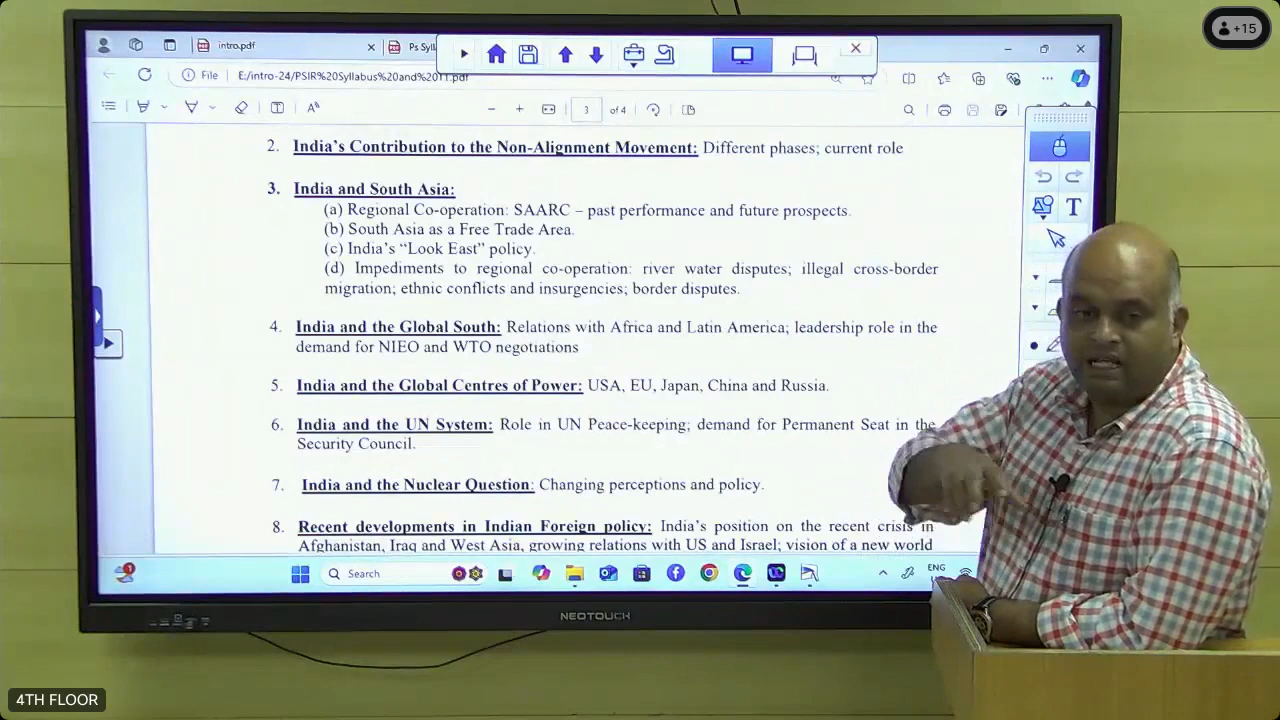 +15
intro.pdf
Ps Syll
File
E:/intro-24/PSIR%20Syllabus%20and%20T1.pdf
3 of 4
2. India's Contribution to the Non-Alignment Movement: Different phases; current role
3. India and South Asia:
(a) Regional Co-operation: SAARC – past performance and future prospects.
(b) South Asia as a Free Trade Area.
(c) India's “Look East” policy.
(d) Impediments to regional co-operation: river water disputes; illegal cross-border
migration; ethnic conflicts and insurgencies; border disputes.
4. India and the Global South: Relations with Africa and Latin America; leadership role in the
demand for NIEO and WTO negotiations
5. India and the Global Centres of Power: USA, EU, Japan, China and Russia.
6. India and the UN System: Role in UN Peace-keeping; demand for Permanent Seat in the
Security Council.
7. India and the Nuclear Question: Changing perceptions and policy.
8. Recent developments in Indian Foreign policy: India's position on the recent crisis in
Afghanistan, Iraq and West Asia, growing relations with US and Israel; vision of a new world
Search
ENG
NEOTOUCH
4TH FLOOR